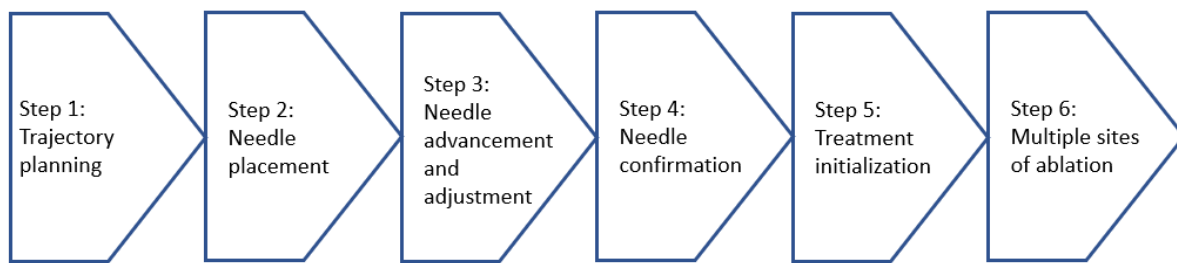 Step 1:
Trajectory
planning
Step 2:
Needle
placement
Step 3:
Needle
advancement
and
adjustment
Step 4:
Needle
confirmation
Step 5:
Treatment
initialization
Step 6:
Multiple sites
of ablation